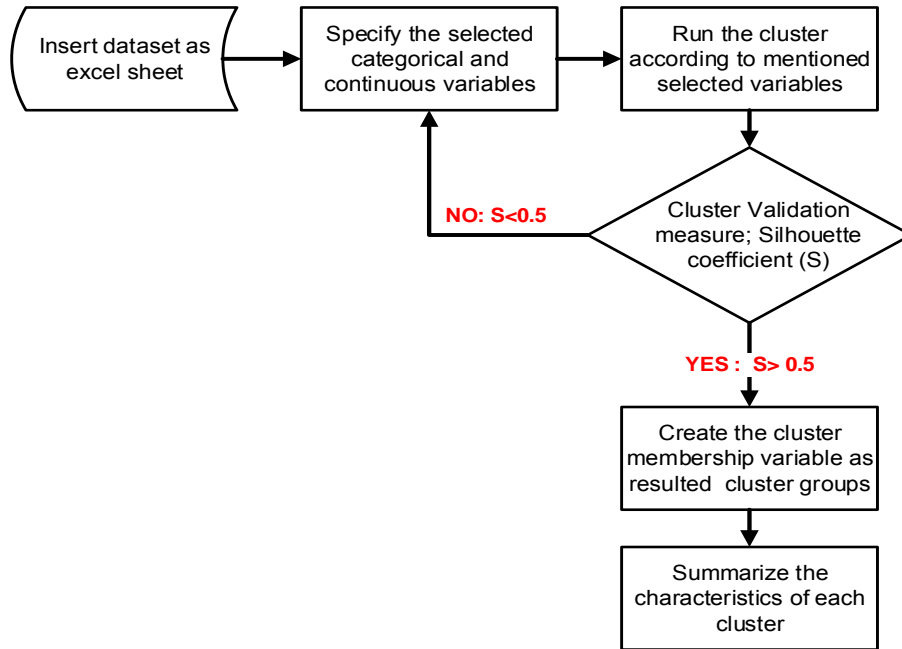 Insert dataset as
excel sheet
Specify the selected
categorical and
continuous variables
Run the cluster
according to mentioned
selected variables
NO: S<0.5
Cluster Validation
measure; Silhouette
coefficient (S)
YES : S> 0.5
Create the cluster
membership variable as
resulted cluster groups
Summarize the
characteristics of each
cluster